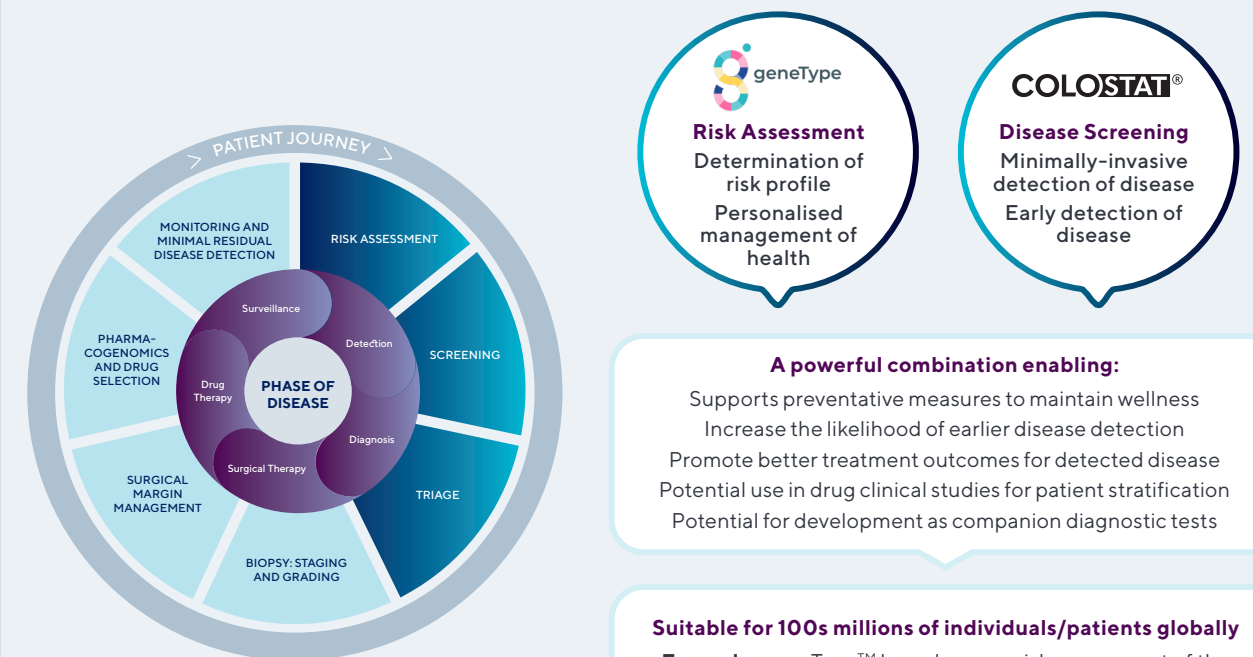 > PATIENT JOURNEY >
RISK ASSESSMENT
SCREENING
TRIAGE
BIOPSY: STAGING
AND GRADING
SURGICAL
MARGIN
MANAGEMENT
PHARMA-
COGENOMICS
AND DRUG
SELECTION
MONITORING AND
MINIMAL RESIDUAL
DISEASE DETECTION
Surveillance
Detection
Diagnosis
Surgical Therapy
Drug
Therapy
PHASE OF
DISEASE
geneType
Risk Assessment
Determination of
risk profile
Personalised
management of
health
COLOSTAT®
Disease Screening
Minimally-invasive
detection of disease
Early detection of
disease
A powerful combination enabling:
Supports preventative measures to maintain wellness
Increase the likelihood of earlier disease detection
Promote better treatment outcomes for detected disease
Potential use in drug clinical studies for patient stratification
Potential for development as companion diagnostic tests
Suitable for 100s millions of individuals/patients globally